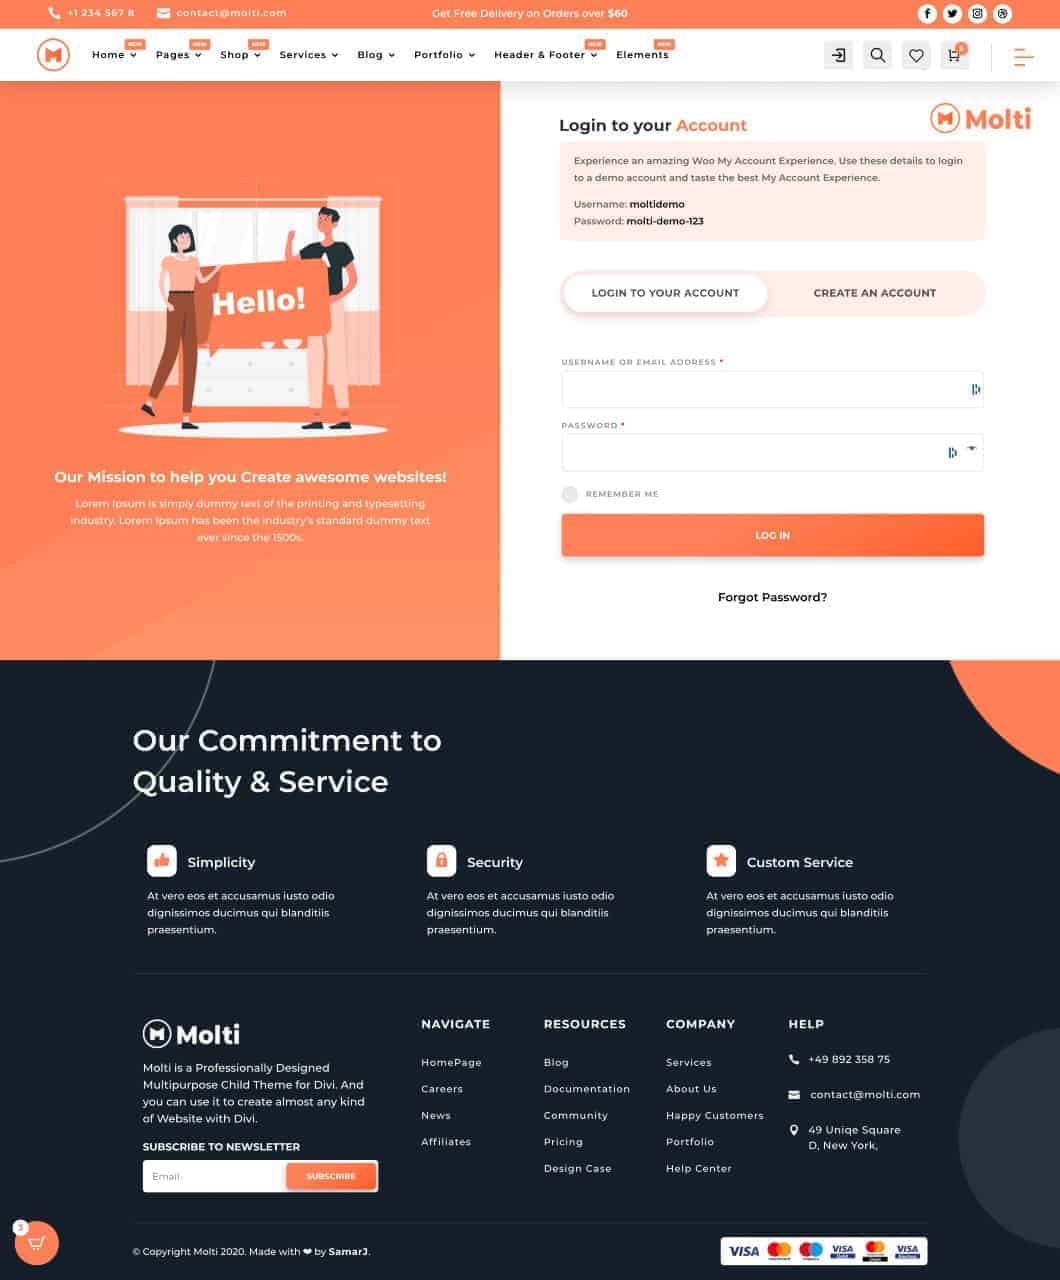 +1 234 567 8
contact@molti.com
Get Free Delivery on Orders over $60
NEW NEW NEW NEW NEW
Home Pages Shop Services Blog Portfolio Header & Footer Elements
Login to your Account
Molti
Experience an amazing Woo My Account Experience. Use these details to login
to a demo account and taste the best My Account Experience.
Username: moltidemo
Password: molti-demo-123
LOGIN TO YOUR ACCOUNT
CREATE AN ACCOUNT
Hello!
USERNAME OR EMAIL ADDRESS *
PASSWORD *
REMEMBER ME
LOG IN
Forgot Password?
Our Mission to help you Create awesome websites!
Lorem Ipsum is simply dummy text of the printing and typesetting
industry. Lorem Ipsum has been the industry's standard dummy text
ever since the 1500s.
Our Commitment to
Quality & Service
Simplicity
At vero eos et accusamus iusto odio
dignissimos ducimus qui blanditiis
praesentium.
Security
At vero eos et accusamus iusto odio
dignissimos ducimus qui blanditiis
praesentium.
Custom Service
At vero eos et accusamus iusto odio
dignissimos ducimus qui blanditiis
praesentium.
Molti
Molti is a Professionally Designed
Multipurpose Child Theme for Divi. And
you can use it to create almost any kind
of Website with Divi.
SUBSCRIBE TO NEWSLETTER
Email
SUBSCRIBE
NAVIGATE
HomePage
Careers
News
Affiliates
RESOURCES
Blog
Documentation
Community
Pricing
Design Case
COMPANY
Services
About Us
Happy Customers
Portfolio
Help Center
HELP
+49 892 358 75
contact@molti.com
49 Uniqe Square
D, New York,
3
© Copyright Molti 2020. Made with ❤ by SamarJ.
VISA VISA VISA